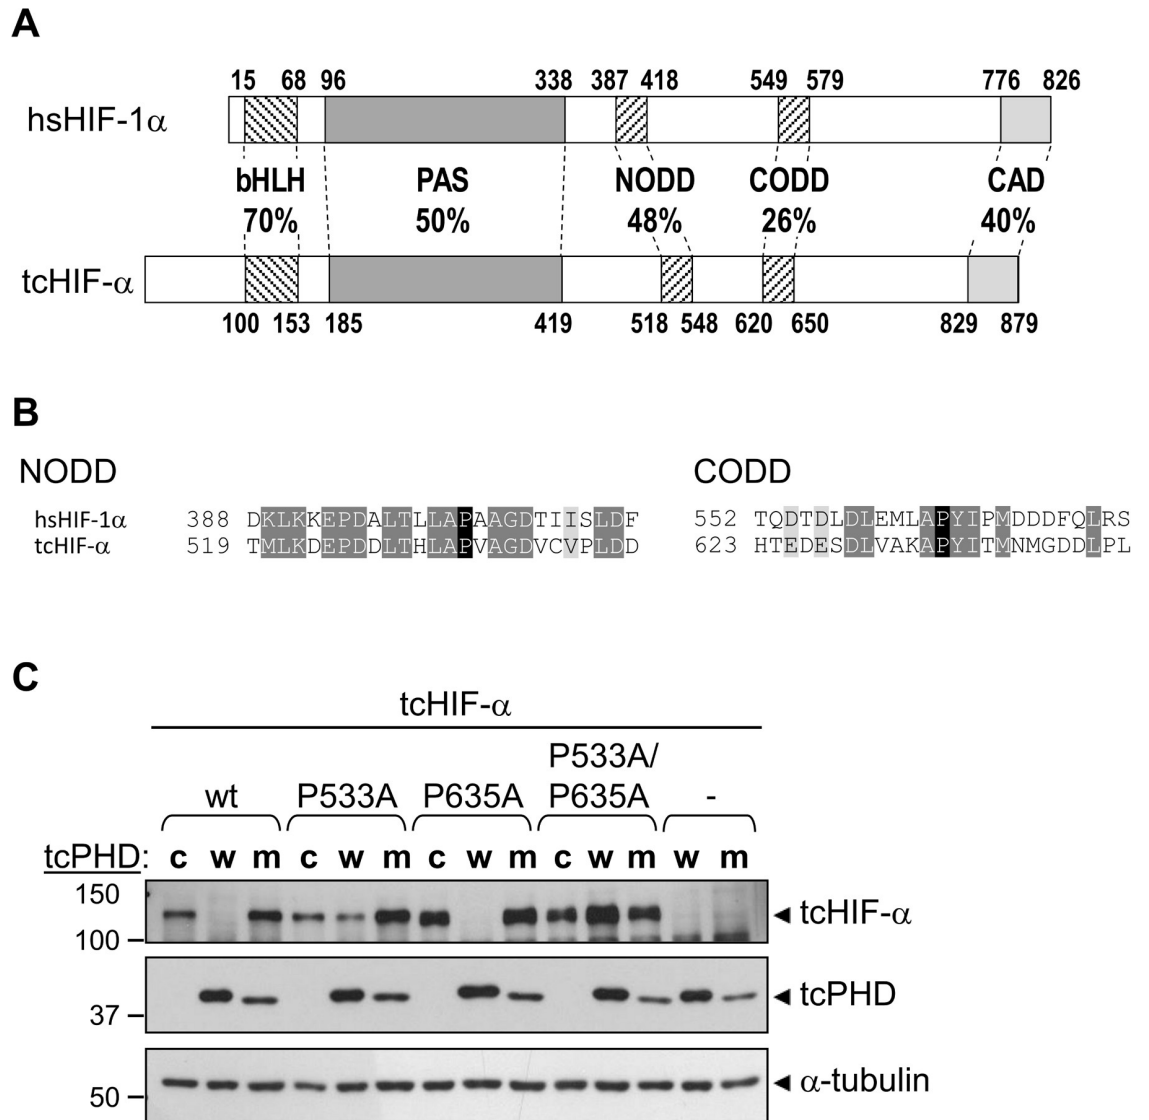 A
15 68 96 338 387 418 549 579 776 826
hsHIF-1α
bHLH PAS NODD CODD CAD
70% 50% 48% 26% 40%
tcHIF-α
100 153 185 419 518 548 620 650 829 879
B
NODD CODD
hsHIF-1α 388 DKLKKEPDALTLLAPAAGDTIISLDF 552 TQDTDLDLEMLAPYIPMDDDFQLRS
tcHIF-α 519 TMLKDEPDDLTHLAPVAGDVCVPLDD 623 HTEDESDLVAKAPYITMNMGDDLPL
C
tcHIF-α
P533A/
wt P533A P635A P635A -
tcPHD: c w m c w m c w m c w m w m
150
100 tcHIF-α
37 tcPHD
50 α-tubulin